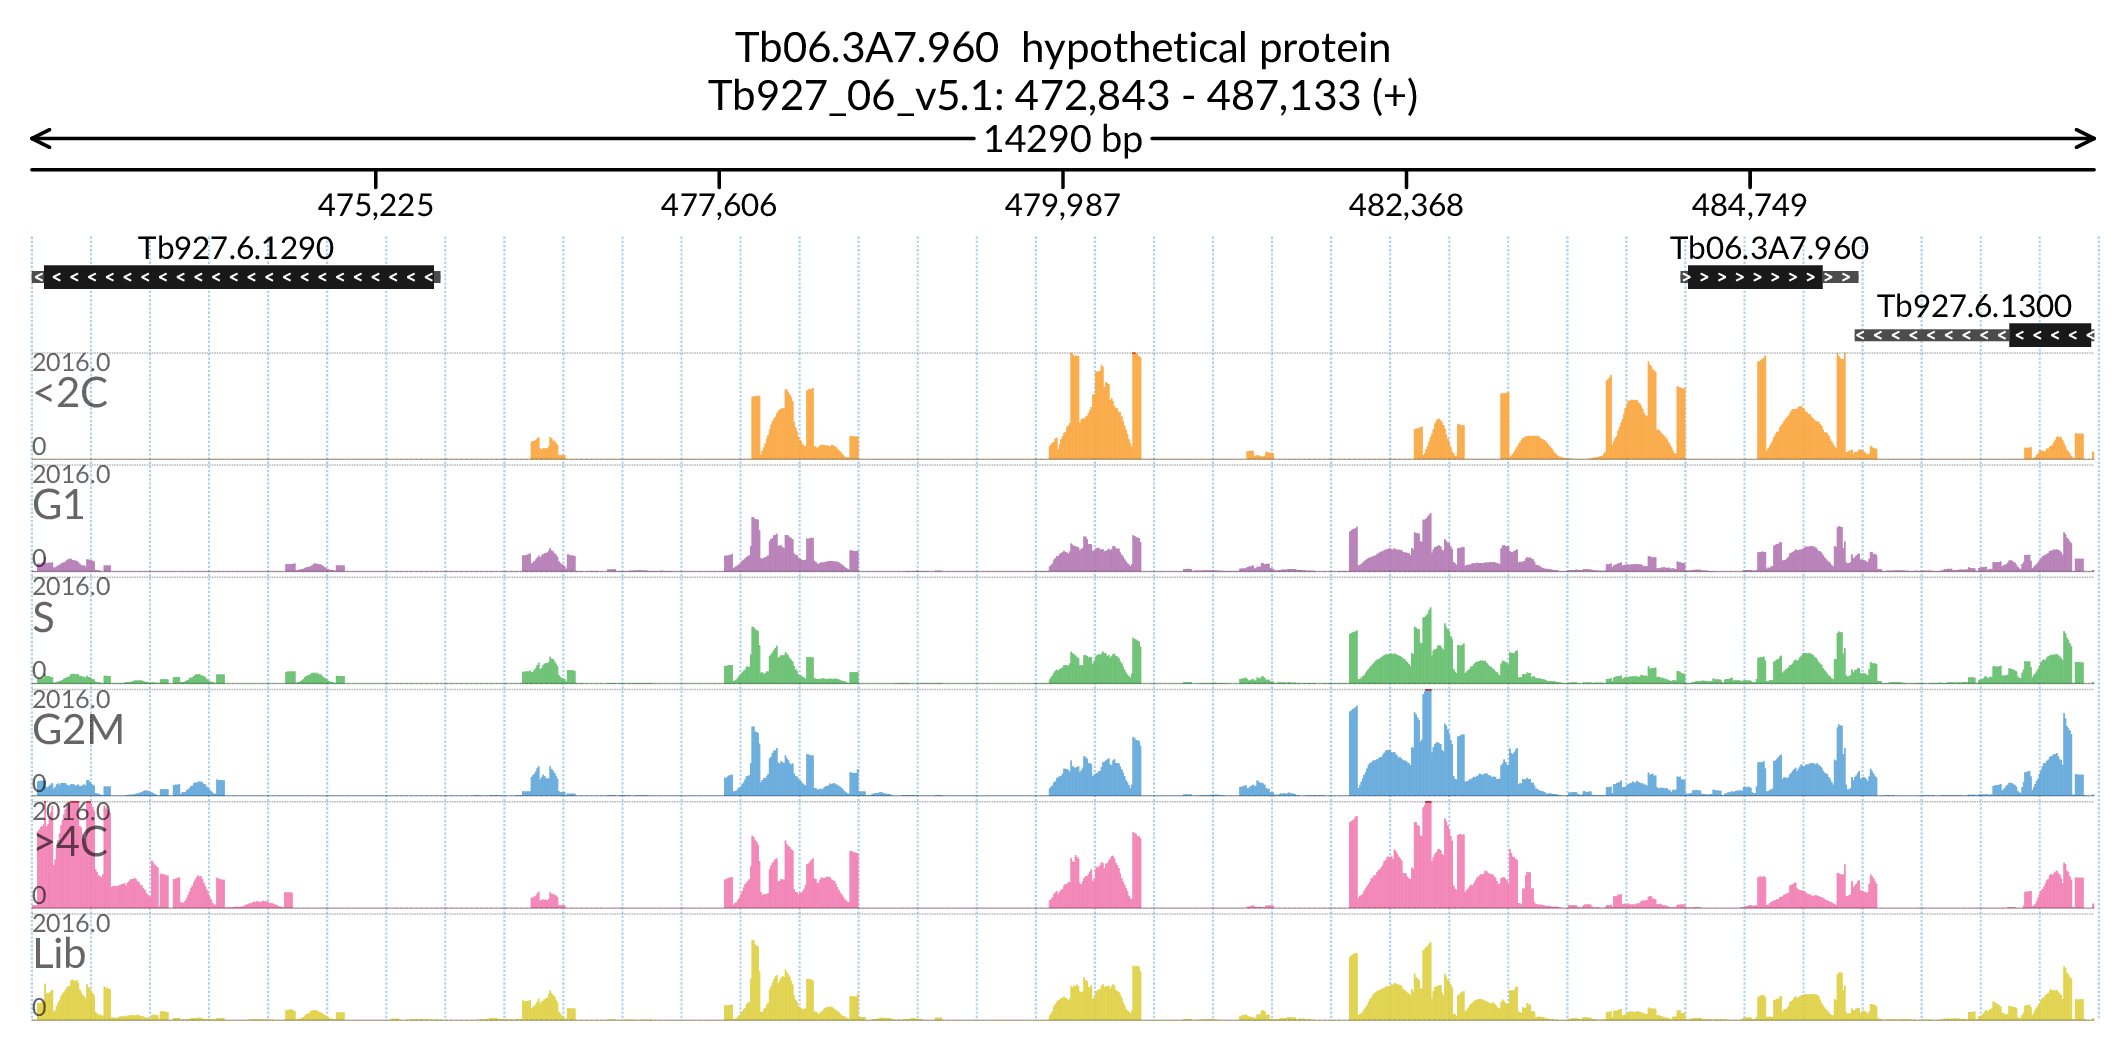 Tb06.3A7.960  hypothetical protein
Tb927_06_v5.1: 472,843 - 487,133 (+)
14290 bp
475,225 477,606 479,987 482,368 484,749
Tb927.6.1290 Tb06.3A7.960
Tb927.6.1300
2016.0
<2C
0
2016.0
G1
0
2016.0
S
0
2016.0
G2M
0
2016.0
>4C
0
2016.0
Lib
0